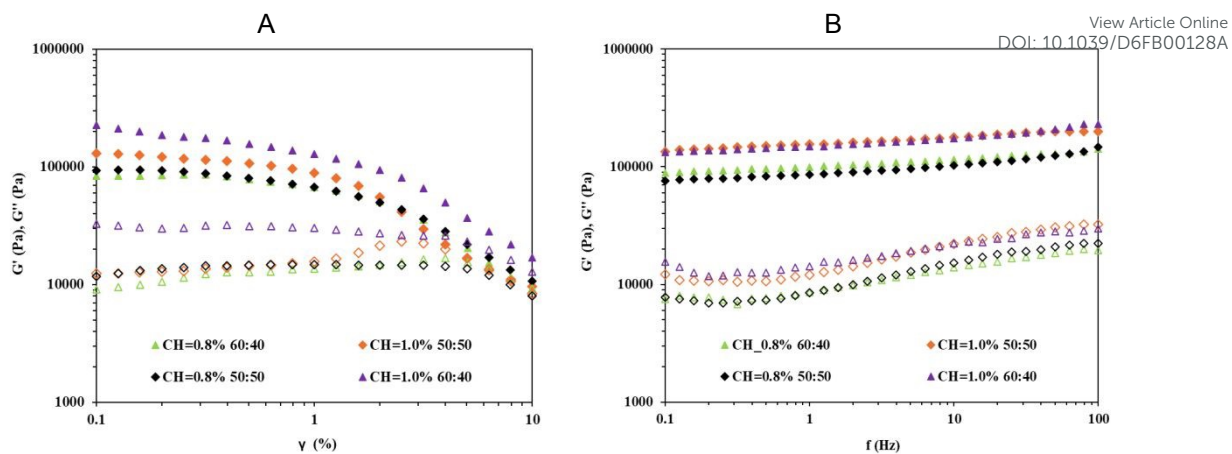 A
B
View Article Online
DOI: 10.1039/D6FB00128A
1000000
100000
10000
1000
G' (Pa), G'' (Pa)
CH=0.8% 60:40
CH=1.0% 50:50
CH=0.8% 50:50
CH=1.0% 60:40
0.1
1
10
γ (%)
1000000
100000
10000
1000
G' (Pa), G'' (Pa)
CH_0.8% 60:40
CH=1.0% 50:50
CH=0.8% 50:50
CH=1.0% 60:40
0.1
1
10
100
f (Hz)